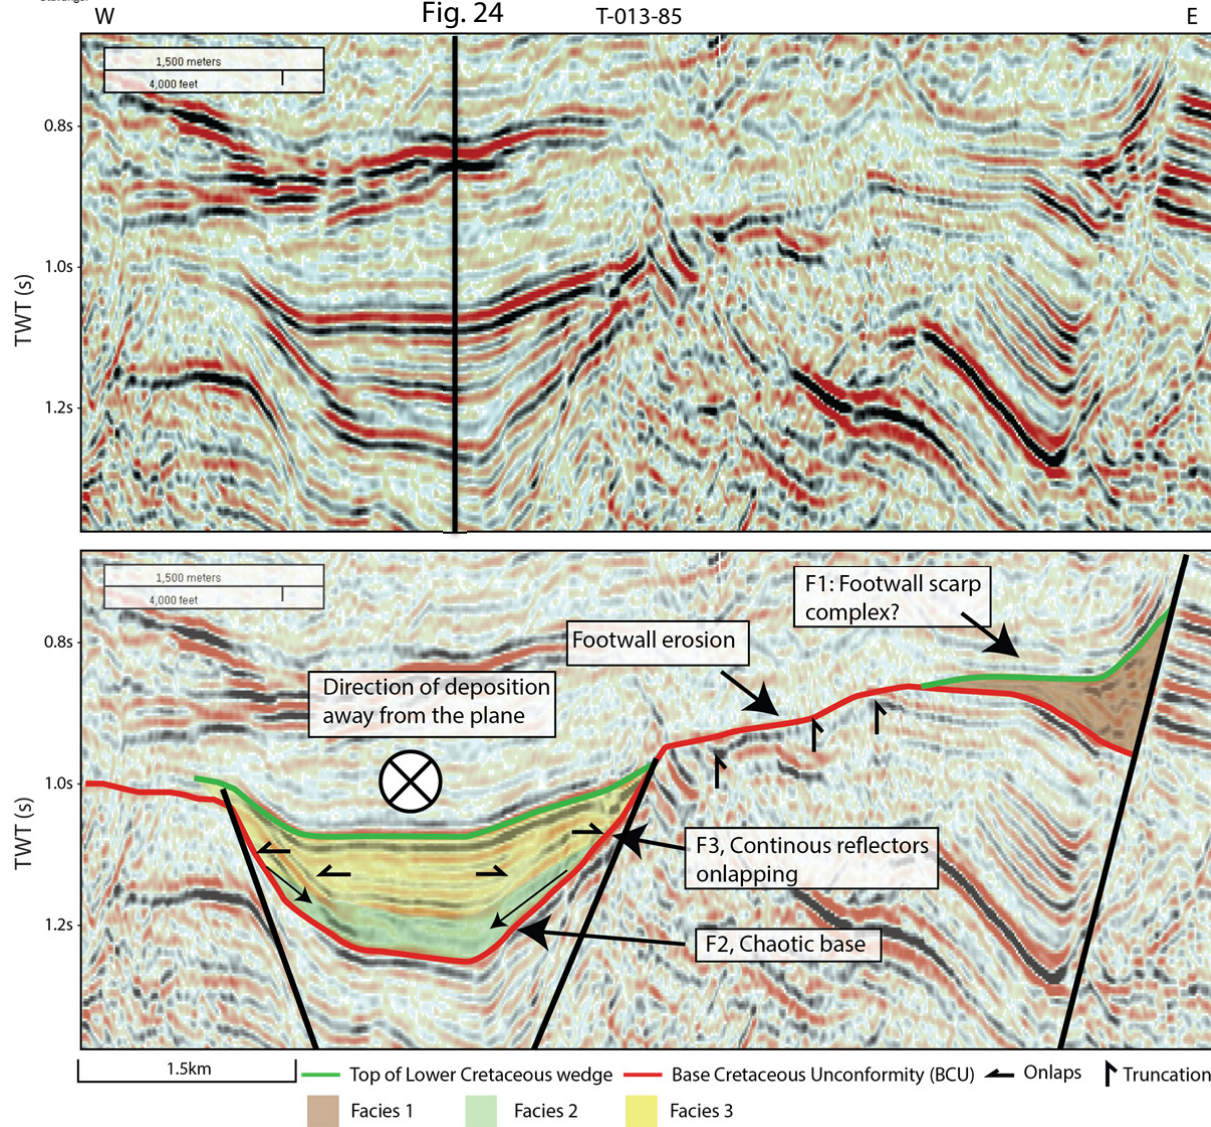 W
Fig. 24
T-013-85
E
1,500 meters
4,000 feet
0.8s
1.0s
1.2s
TWT (s)
1,500 meters
4,000 feet
F1: Footwall scarp
complex?
Footwall erosion
Direction of deposition
away from the plane
0.8s
1.0s
1.2s
TWT (s)
F3, Continous reflectors
onlapping
F2, Chaotic base
1.5km
Top of Lower Cretaceous wedge
Base Cretaceous Unconformity (BCU)
Onlaps
Truncation
Facies 1
Facies 2
Facies 3